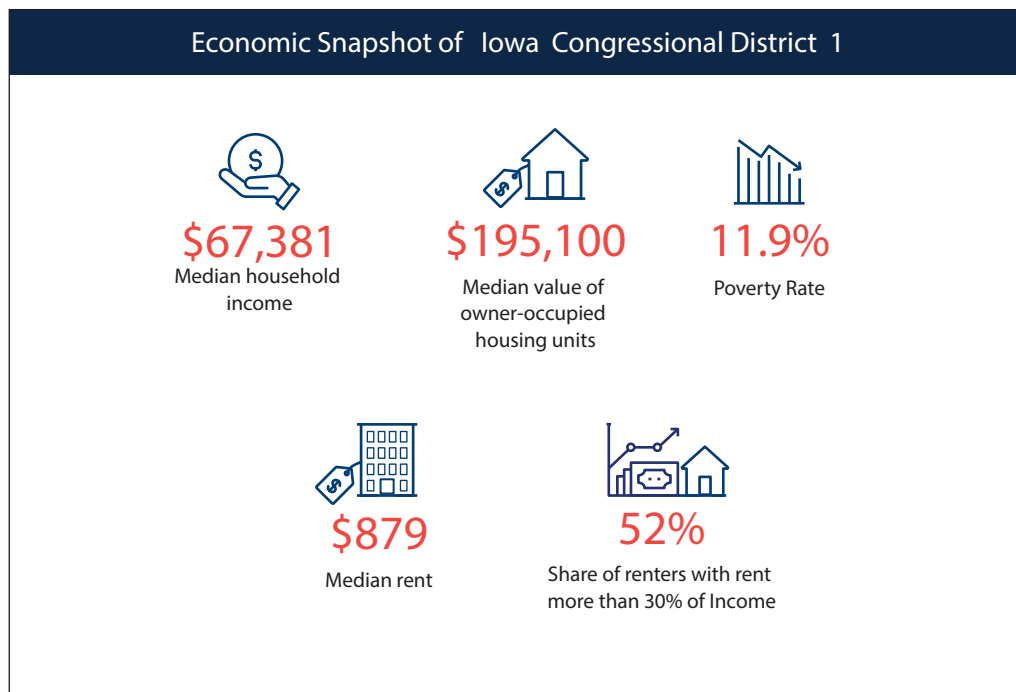 Economic Snapshot of Iowa Congressional District 1
$
$
$67,381
Median household
income
$195,100
Median value of
owner-occupied
housing units
11.9%
Poverty Rate
$
$879
Median rent
52%
Share of renters with rent
more than 30% of Income